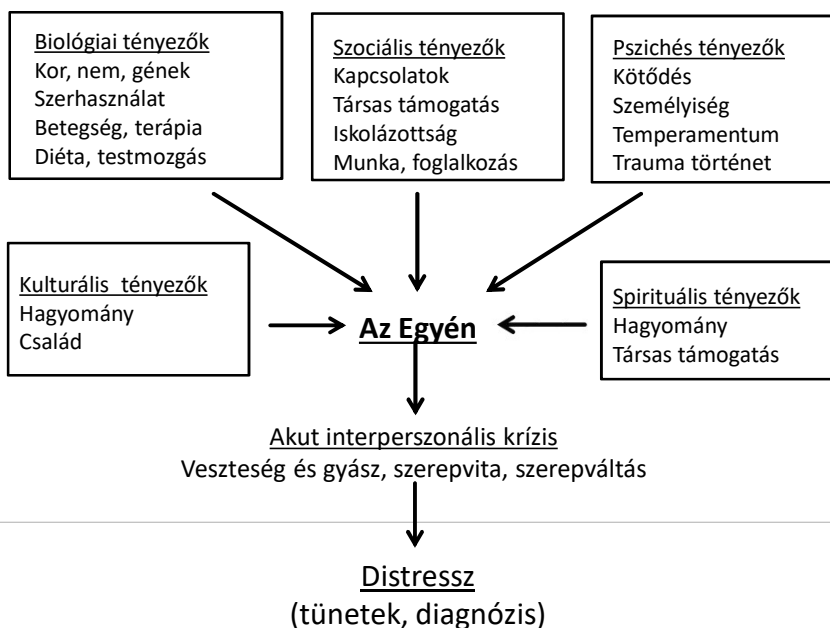 Biológiai tényezők
Kor, nem, gének
Szerhasználat
Betegség, terápia
Diéta, testmozgás
Szociális tényezők
Kapcsolatok
Társas támogatás
Iskolázottság
Munka, foglalkozás
Pszichés tényezők
Kötődés
Személyiség
Temperamentum
Trauma történet
Kulturális tényezők
Hagyomány
Család
Az Egyén
Spirituális tényezők
Hagyomány
Társas támogatás
Akut interperszonális krízis
Veszteség és gyász, szerepvita, szerepváltás
Distressz
(tünetek, diagnózis)